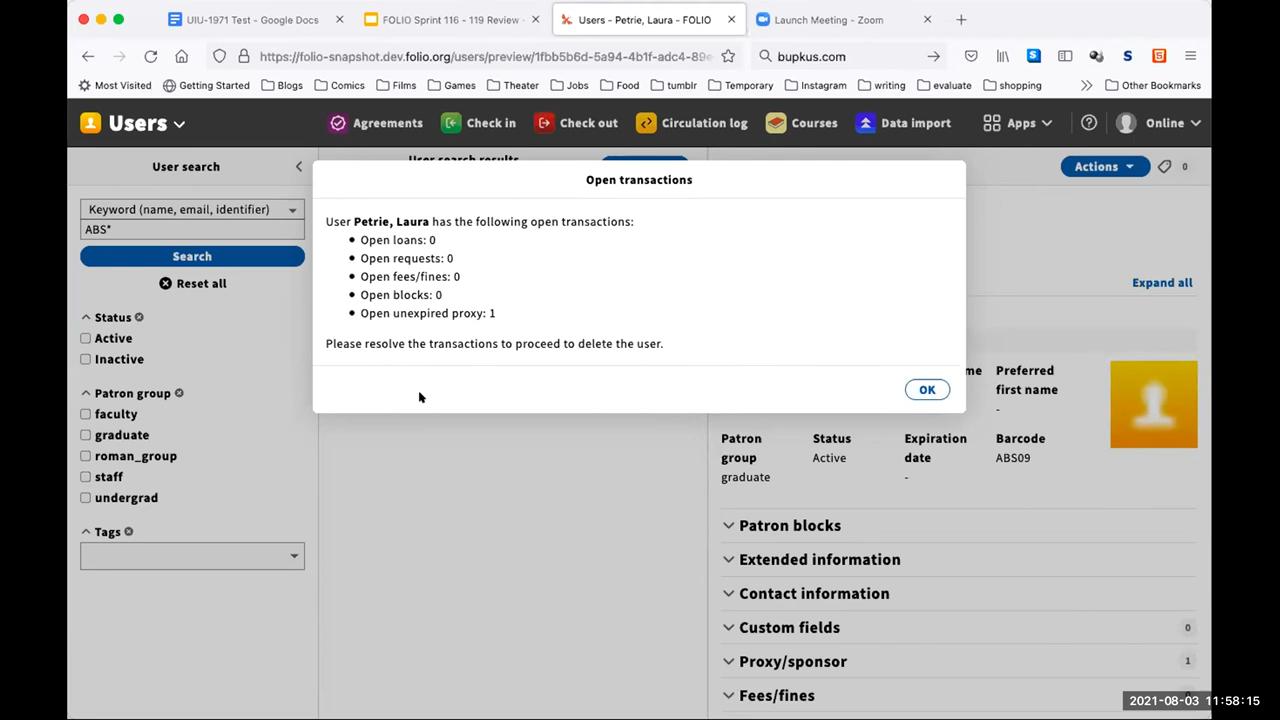 UIU-1971 Test - Google Docs
FOLIO Sprint 116 - 119 Review -
Users - Petrie, Laura - FOLIO
Launch Meeting - Zoom
https://folio-snapshot.dev.folio.org/users/preview/1fbb5b6d-5a94-4b1f-adc4-89e
bupkus.com
Most Visited
Getting Started
Blogs
Comics
Films
Games
Theater
Jobs
Food
tumblr
Temporary
Instagram
writing
evaluate
shopping
Other Bookmarks
Users
Agreements
Check in
Check out
Circulation log
Courses
Data import
Apps
Online
User search
User search results
Actions
0
Keyword (name, email, identifier)
ABS*
Search
Reset all
Status
Active
Inactive
Patron group
faculty
graduate
roman_group
staff
undergrad
Tags
Open transactions
User Petrie, Laura has the following open transactions:
Open loans: 0
Open requests: 0
Open fees/fines: 0
Open blocks: 0
Open unexpired proxy: 1
Please resolve the transactions to proceed to delete the user.
OK
Expand all
me
Preferred
first name
-
Patron
group
graduate
Status
Active
Expiration
date
-
Barcode
ABS09
Patron blocks
Extended information
Contact information
Custom fields
0
Proxy/sponsor
1
Fees/fines
2021-08-03 11:58:15